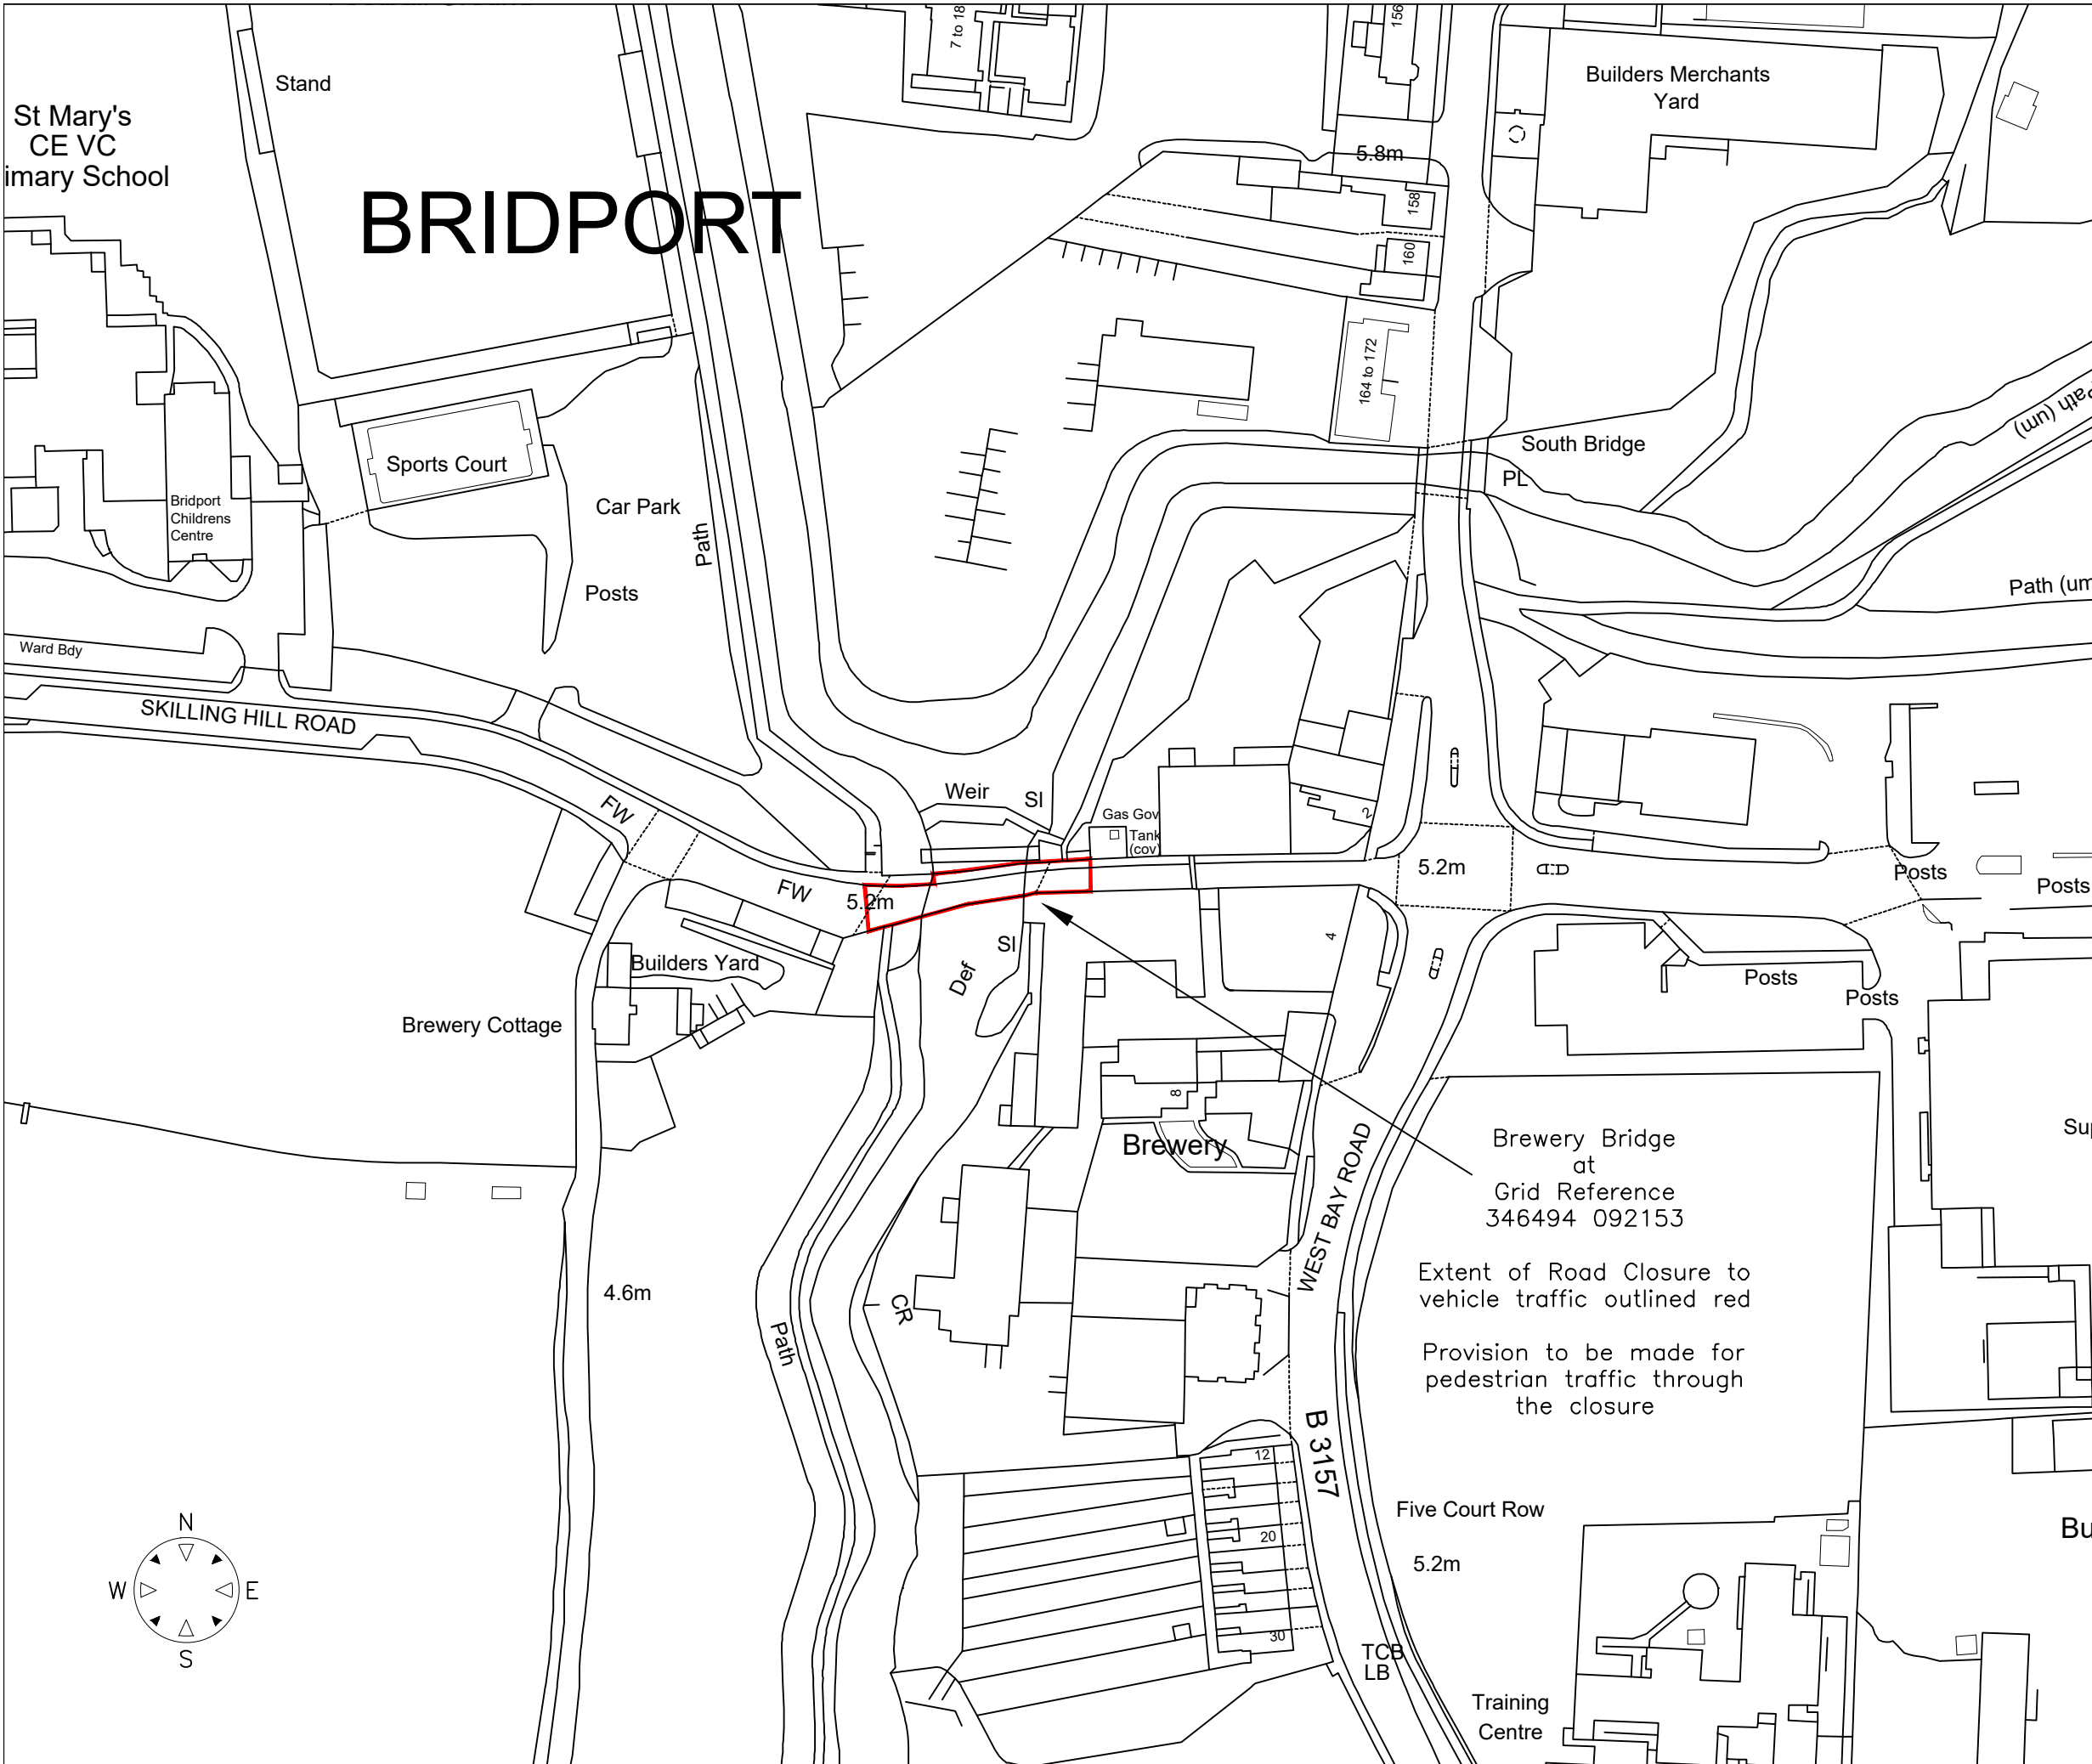 7 to 18
156
Stand
Builders Merchants
Yard
St Mary's
CE VC
imary School
5.8m
BRIDPORT
158
160
164 to 172
Path (um)
South Bridge
Sports Court
PL
Bridport
Childrens
Centre
Car Park
Path
Posts
Path (um
Ward Bdy
SKILLING HILL ROAD
FW
Weir
SI
Gas Gov
Tank
(cov)
2
5.2m
Posts
Posts
FW
5.2m
SI
4
Def
Builders Yard
Posts
Posts
Brewery Cottage
8
Brewery
WEST BAY ROAD
Brewery Bridge
at
Grid Reference
346494 092153
Extent of Road Closure to
vehicle traffic outlined red
Provision to be made for
pedestrian traffic through
the closure
Sup
4.6m
CR
Path
B 3157
12
20
30
Five Court Row
5.2m
Bu
N
W
E
S
TCB
LB
Training
Centre